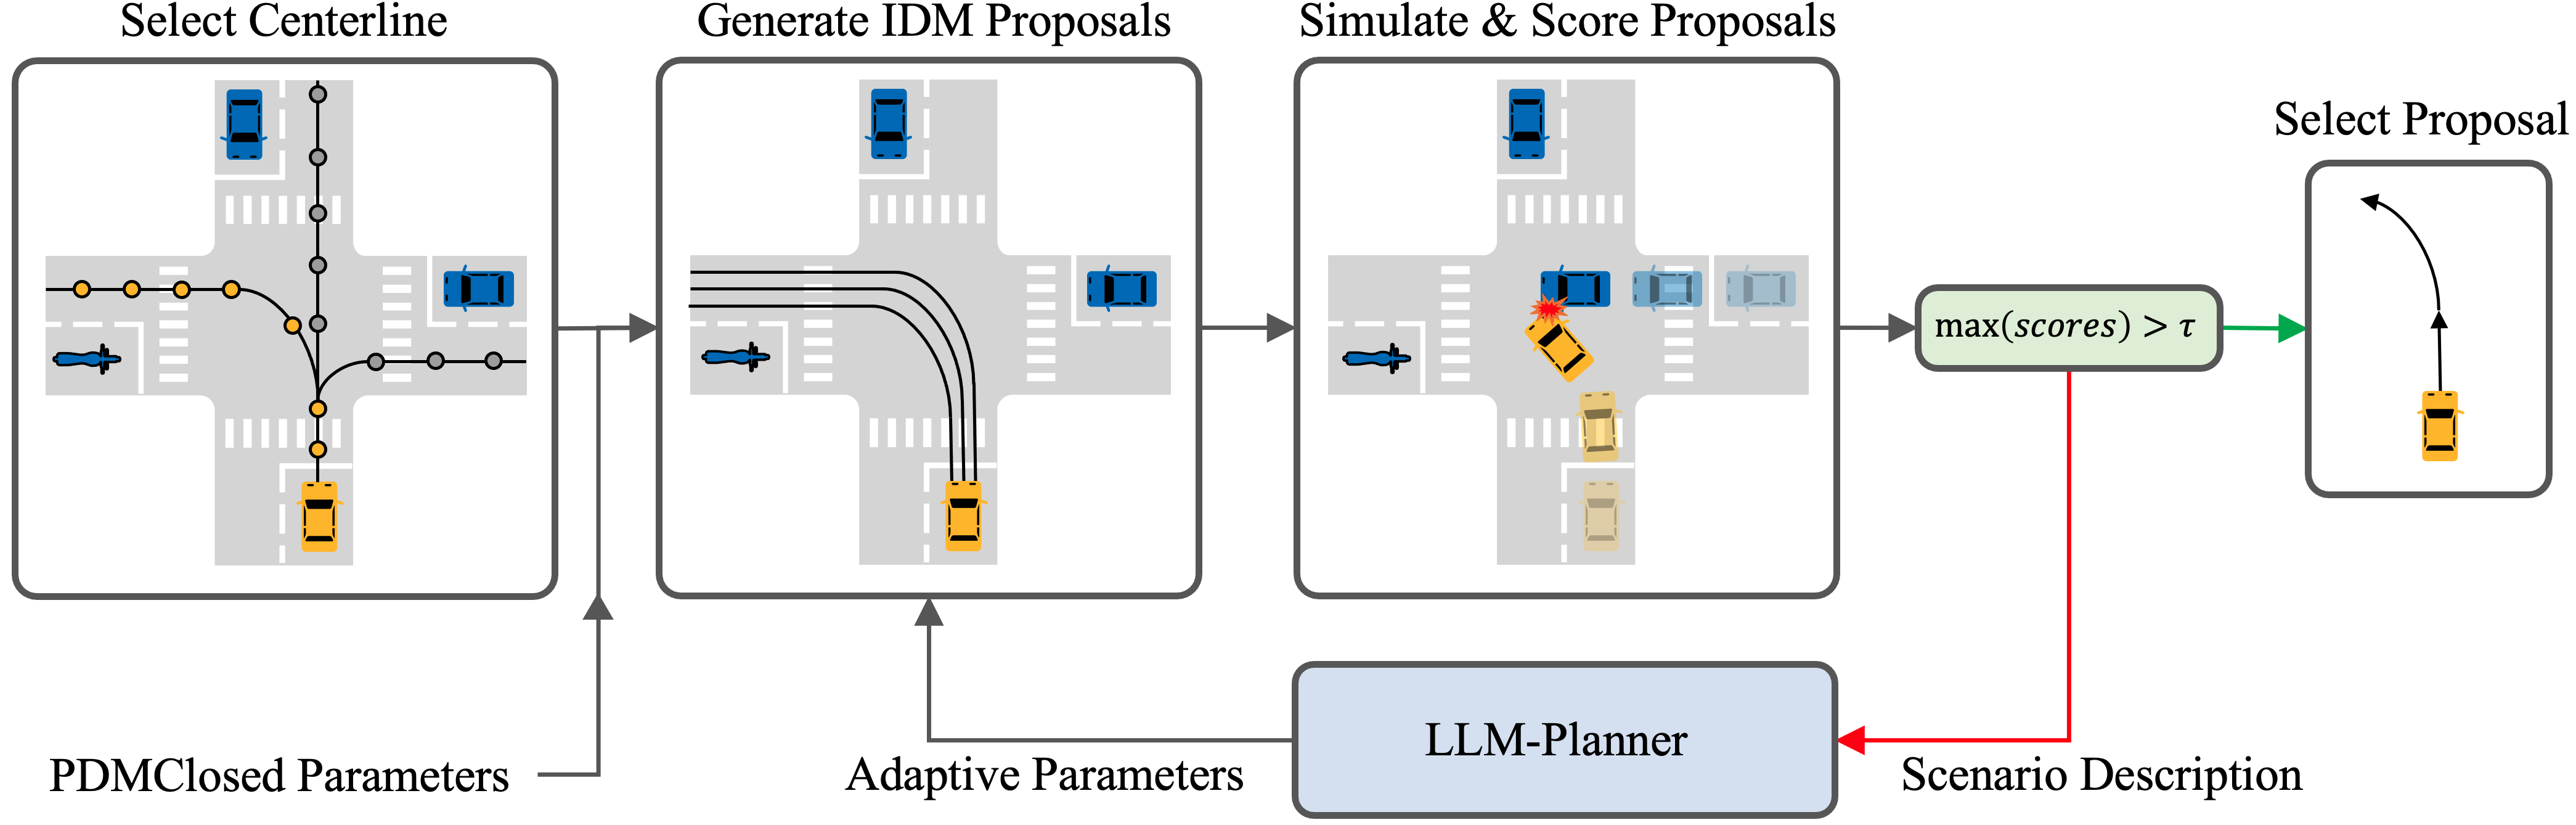 Select Centerline
Generate IDM Proposals
Simulate & Score Proposals
Select Proposal
max(scores) > τ
LLM-Planner
PDMClosed Parameters
Adaptive Parameters
Scenario Description